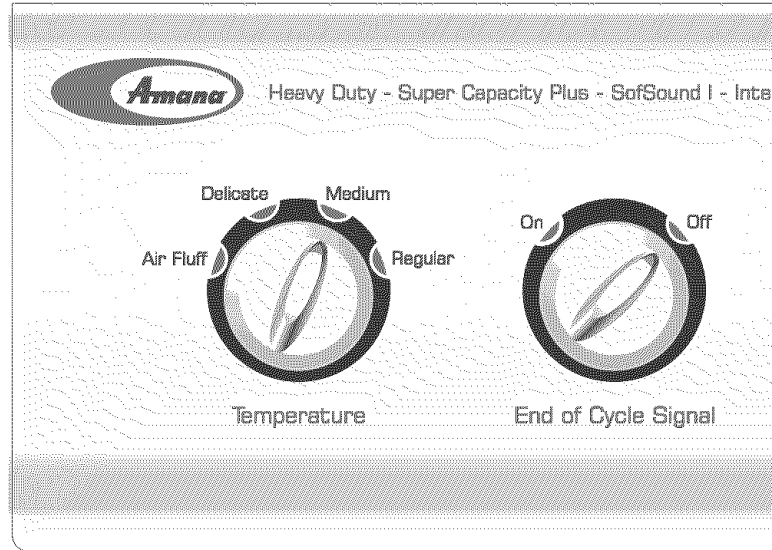 Amana
Heavy Duty - Super Capacity Plus - SofSound I - Inte
Delicate
Medium
On
Off
Air Fluff
Regular
Temperature
End of Cycle Signal